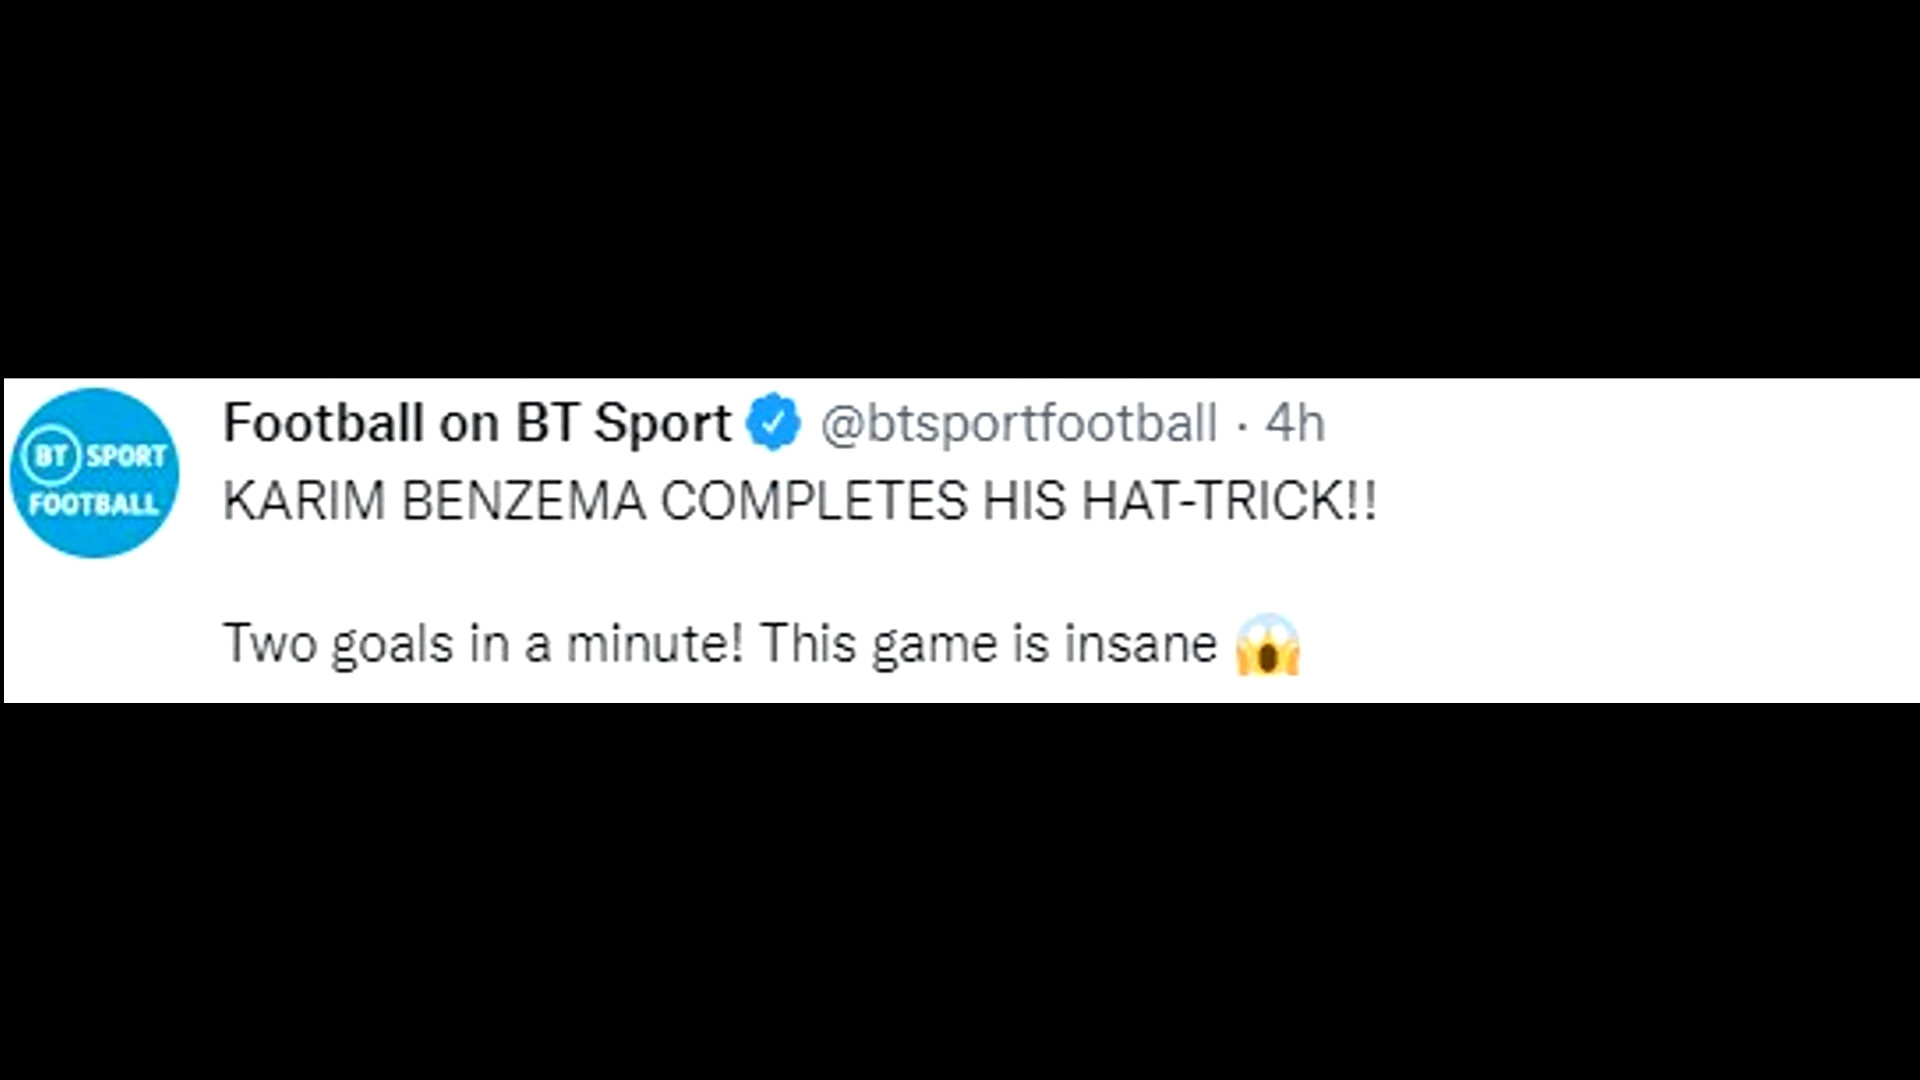 BT SPORT
FOOTBALL
Football on BT Sport @btsportfootball · 4h
KARIM BENZEMA COMPLETES HIS HAT-TRICK!!
Two goals in a minute! This game is insane 😱